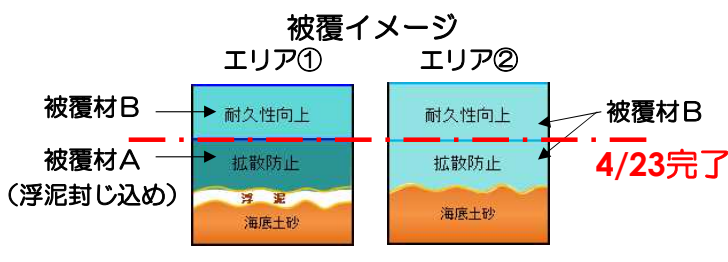 被覆イメージ
エリア①
エリア②
被覆材B
耐久性向上
耐久性向上
被覆材B
被覆材A
(浮泥封じ込め)
拡散防止
拡散防止
4/23完了
浮 泥
海底土砂
海底土砂